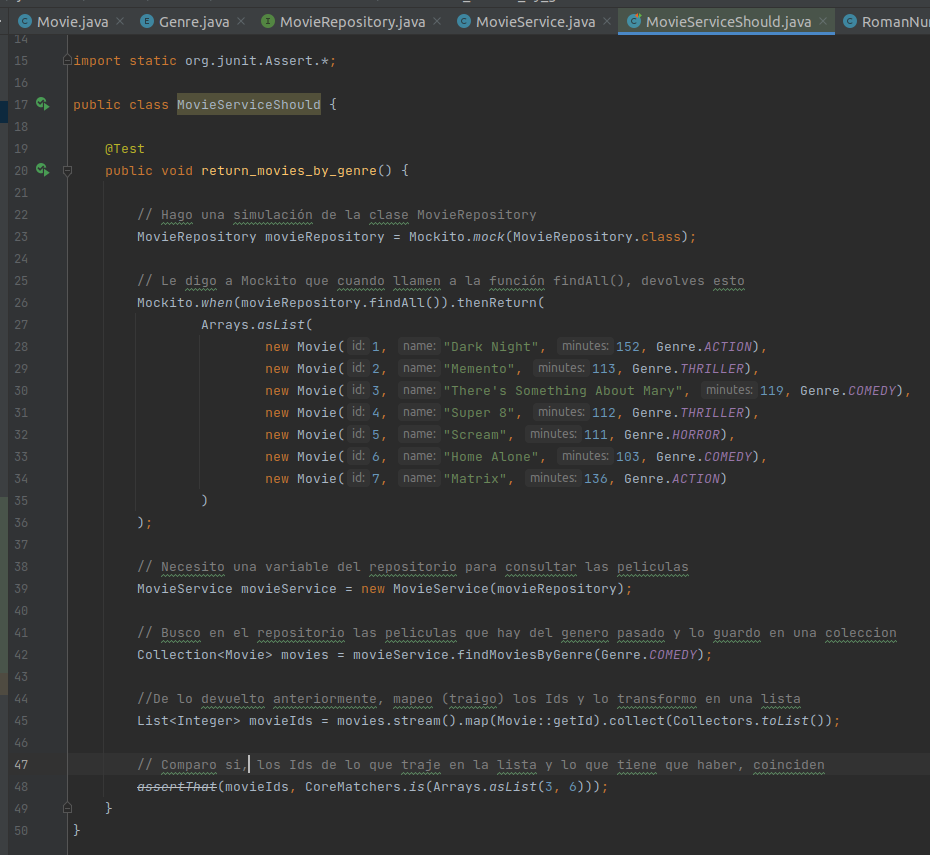 Movie.java × Genre.java × MovieRepository.java × MovieService.java × MovieServiceShould.java × RomanNu
14
15 import static org.junit.Assert.*;
16
17 public class MovieServiceShould {
18
19 @Test
20 public void return_movies_by_genre() {
21
22 // Hago una simulación de la clase MovieRepository
23 MovieRepository movieRepository = Mockito.mock(MovieRepository.class);
24
25 // Le digo a Mockito que cuando llamen a la función findAll(), devolves esto
26 Mockito.when(movieRepository.findAll()).thenReturn(
27 Arrays.asList(
28 new Movie( id: 1, name: "Dark Night", minutes: 152, Genre.ACTION),
29 new Movie( id: 2, name: "Memento", minutes: 113, Genre.THRILLER),
30 new Movie( id: 3, name: "There's Something About Mary", minutes: 119, Genre.COMEDY),
31 new Movie( id: 4, name: "Super 8", minutes: 112, Genre.THRILLER),
32 new Movie( id: 5, name: "Scream", minutes: 111, Genre.HORROR),
33 new Movie( id: 6, name: "Home Alone", minutes: 103, Genre.COMEDY),
34 new Movie( id: 7, name: "Matrix", minutes: 136, Genre.ACTION)
35 )
36 );
37
38 // Necesito una variable del repositorio para consultar las peliculas
39 MovieService movieService = new MovieService(movieRepository);
40
41 // Busco en el repositorio las peliculas que hay del genero pasado y lo guardo en una coleccion
42 Collection<Movie> movies = movieService.findMoviesByGenre(Genre.COMEDY);
43
44 //De lo devuelto anteriormente, mapeo (traigo) los Ids y lo transformo en una lista
45 List<Integer> movieIds = movies.stream().map(Movie::getId).collect(Collectors.toList());
46
47 // Comparo si, los Ids de lo que traje en la lista y lo que tiene que haber, coinciden
48 assertThat(movieIds, CoreMatchers.is(Arrays.asList(3, 6)));
49 }
50 }